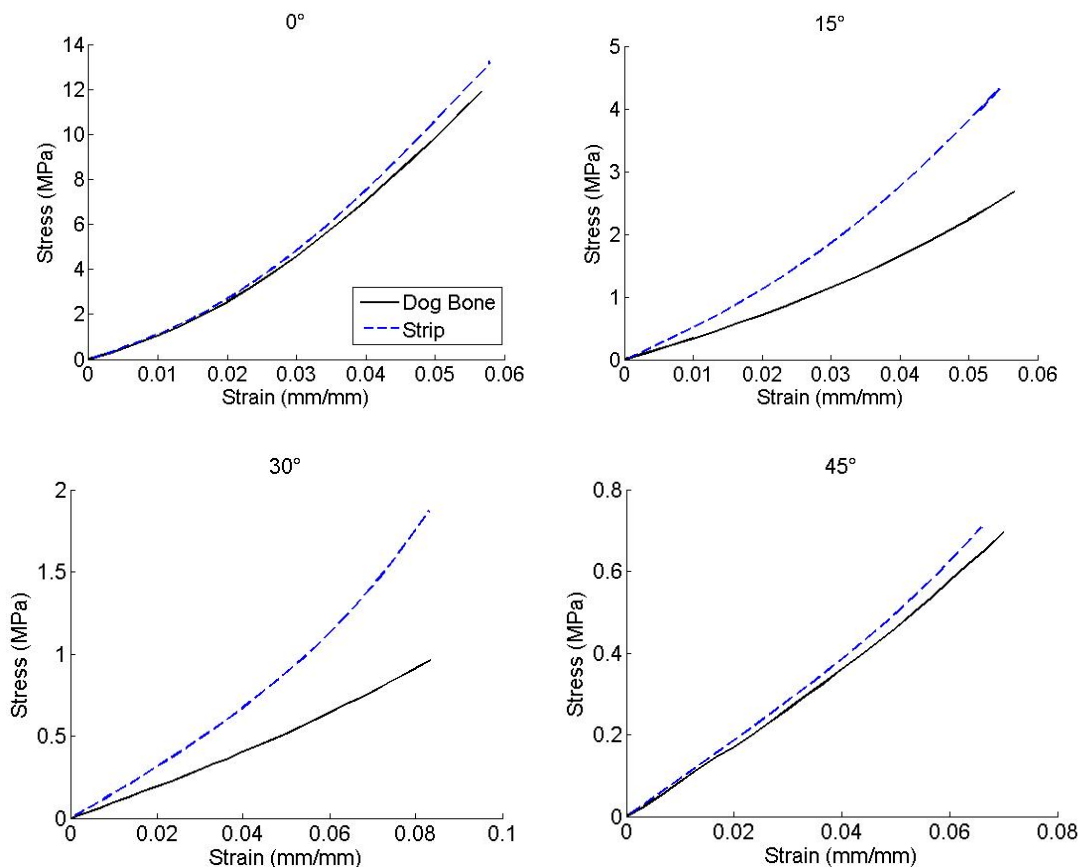 0°
14
12
10
8
6
4
2
0
Stress (MPa)
Dog Bone
Strip
0 0.01 0.02 0.03 0.04 0.05 0.06
Strain (mm/mm)
15°
5
4
3
2
1
0
Stress (MPa)
0 0.01 0.02 0.03 0.04 0.05 0.06
Strain (mm/mm)
30°
2
1.5
1
0.5
0
Stress (MPa)
0 0.02 0.04 0.06 0.08 0.1
Strain (mm/mm)
45°
0.8
0.6
0.4
0.2
0
Stress (MPa)
0 0.02 0.04 0.06 0.08
Strain (mm/mm)